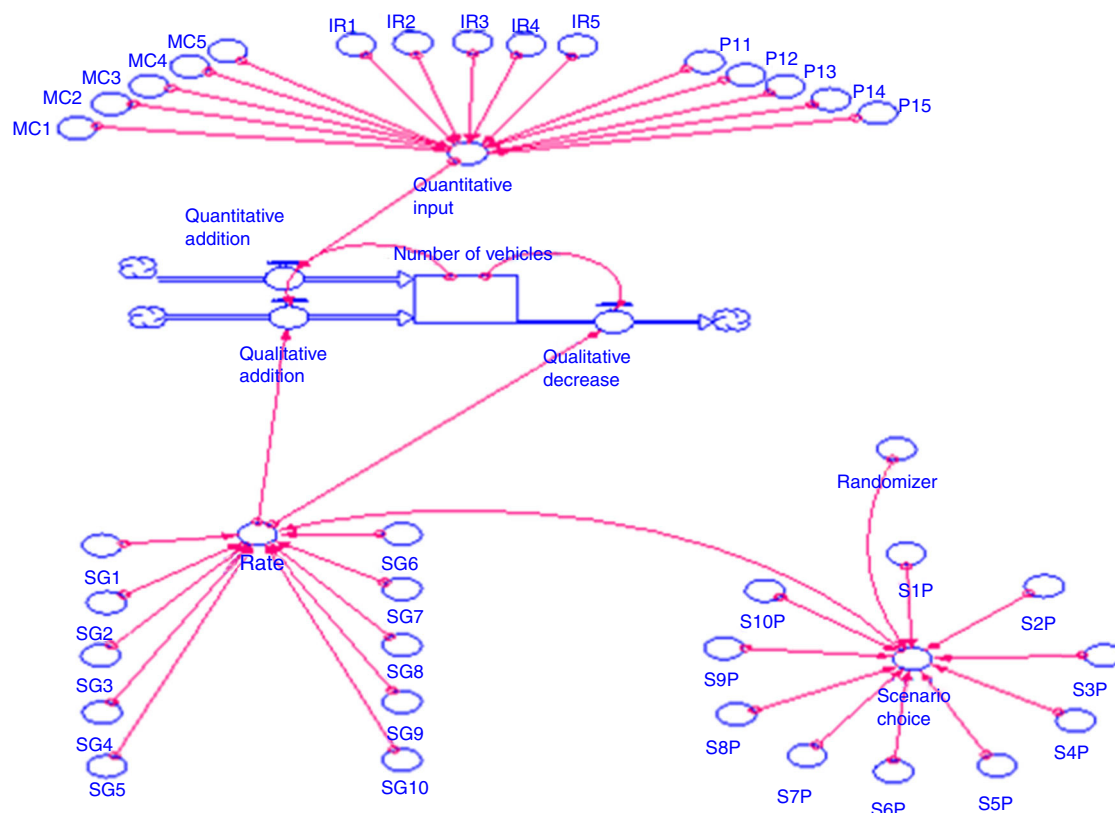 IR1
IR2
IR3
IR4
IR5
MC5
MC4
MC3
MC2
MC1
P11
P12
P13
P14
P15
Quantitative
input
Quantitative
addition
Number of vehicles
Qualitative
addition
Qualitative
decrease
Randomizer
Rate
SG1
SG2
SG3
SG4
SG5
SG6
SG7
SG8
SG9
SG10
S1P
S2P
S3P
S4P
S5P
S6P
S7P
S8P
S9P
S10P
Scenario
choice